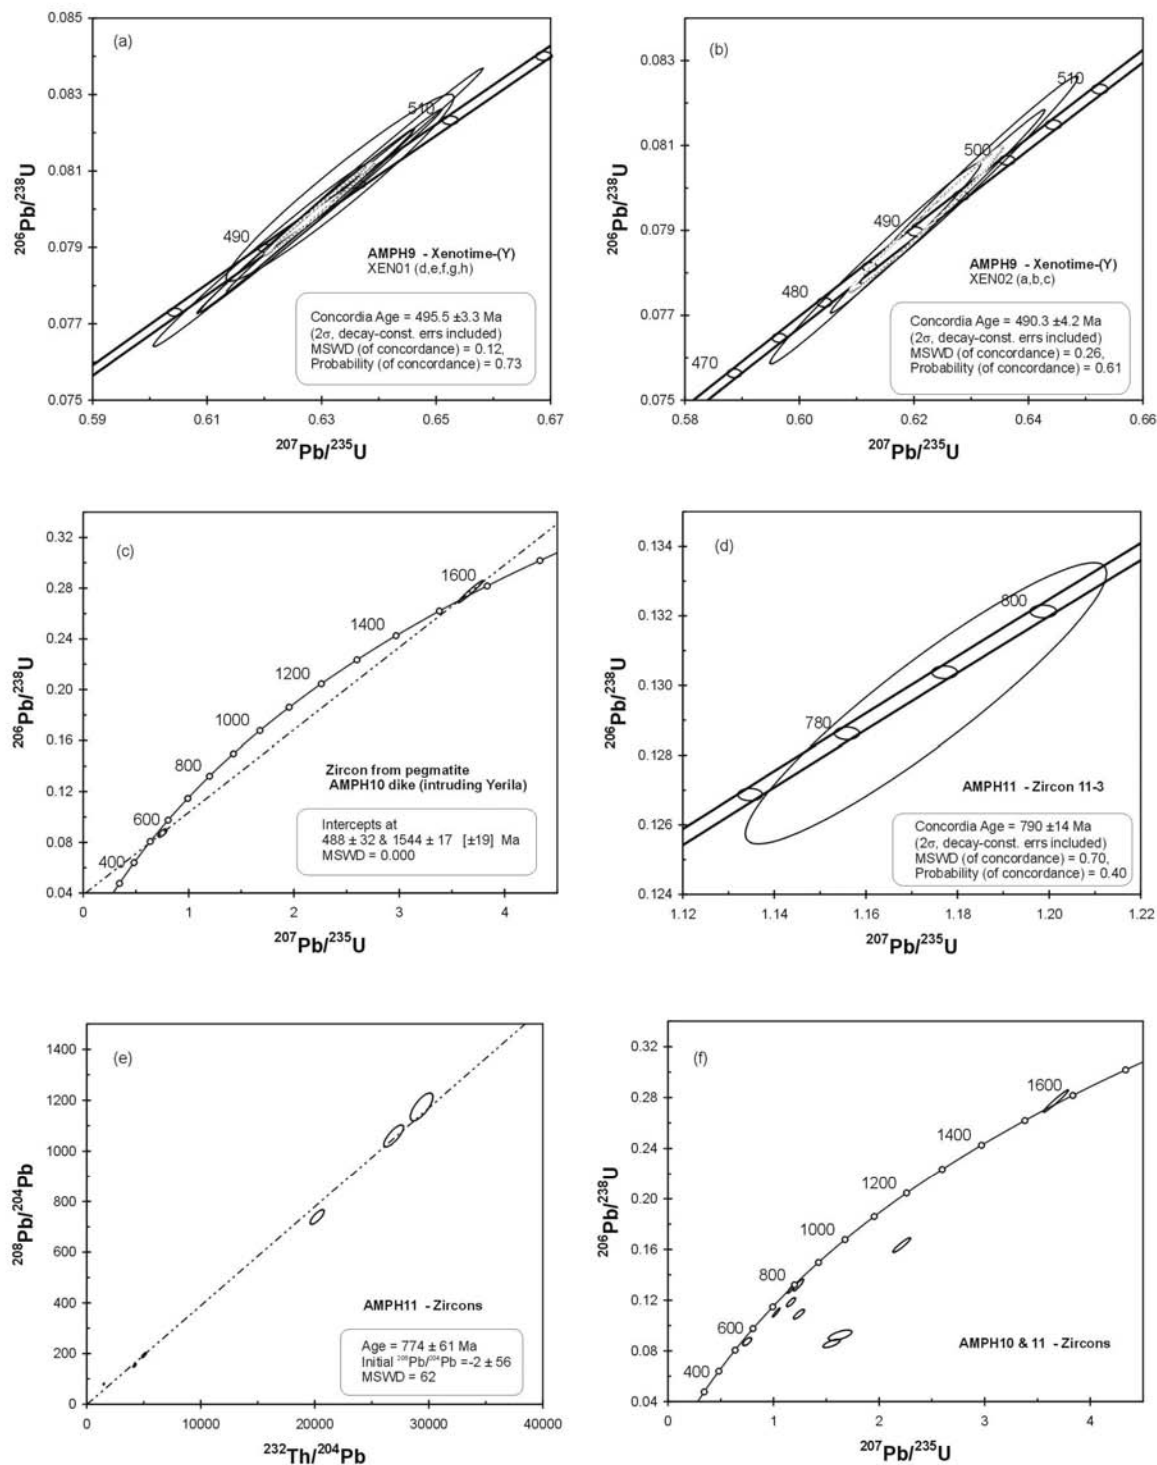 (a)
0.085
0.083
0.081
0.079
0.077
0.075
510
490
AMPH9 - Xenotime-(Y)
XEN01 (d,e,f,g,h)
Concordia Age = 495.5 ±3.3 Ma
(2σ, decay-const. errs included)
MSWD (of concordance) = 0.12,
Probability (of concordance) = 0.73
0.59 0.61 0.63 0.65 0.67
²⁰⁶Pb/²³⁸U
²⁰⁷Pb/²³⁵U
(b)
0.083
0.081
0.079
0.077
0.075
510
500
490
480
470
AMPH9 - Xenotime-(Y)
XEN02 (a,b,c)
Concordia Age = 490.3 ±4.2 Ma
(2σ, decay-const. errs included)
MSWD (of concordance) = 0.26,
Probability (of concordance) = 0.61
0.58 0.60 0.62 0.64 0.66
²⁰⁶Pb/²³⁸U
²⁰⁷Pb/²³⁵U
(c)
0.32
0.28
0.24
0.20
0.16
0.12
0.08
0.04
1600
1400
1200
1000
800
600
400
Zircon from pegmatite
AMPH10 dike (intruding Yerila)
Intercepts at
488 ± 32 & 1544 ± 17 [±19] Ma
MSWD = 0.000
0 1 2 3 4
²⁰⁶Pb/²³⁸U
²⁰⁷Pb/²³⁵U
(d)
0.134
0.132
0.130
0.128
0.126
0.124
800
780
AMPH11 - Zircon 11-3
Concordia Age = 790 ±14 Ma
(2σ, decay-const. errs included)
MSWD (of concordance) = 0.70,
Probability (of concordance) = 0.40
1.12 1.14 1.16 1.18 1.20 1.22
²⁰⁶Pb/²³⁸U
²⁰⁷Pb/²³⁵U
(e)
1400
1200
1000
800
600
400
200
0
AMPH11 - Zircons
Age = 774 ± 61 Ma
Initial ²⁰⁸Pb/²⁰⁴Pb =-2 ± 56
MSWD = 62
0 10000 20000 30000 40000
²⁰⁸Pb/²⁰⁴Pb
²³²Th/²⁰⁴Pb
(f)
0.32
0.28
0.24
0.20
0.16
0.12
0.08
0.04
1600
1400
1200
1000
800
600
400
AMPH10 & 11 - Zircons
0 1 2 3 4
²⁰⁶Pb/²³⁸U
²⁰⁷Pb/²³⁵U